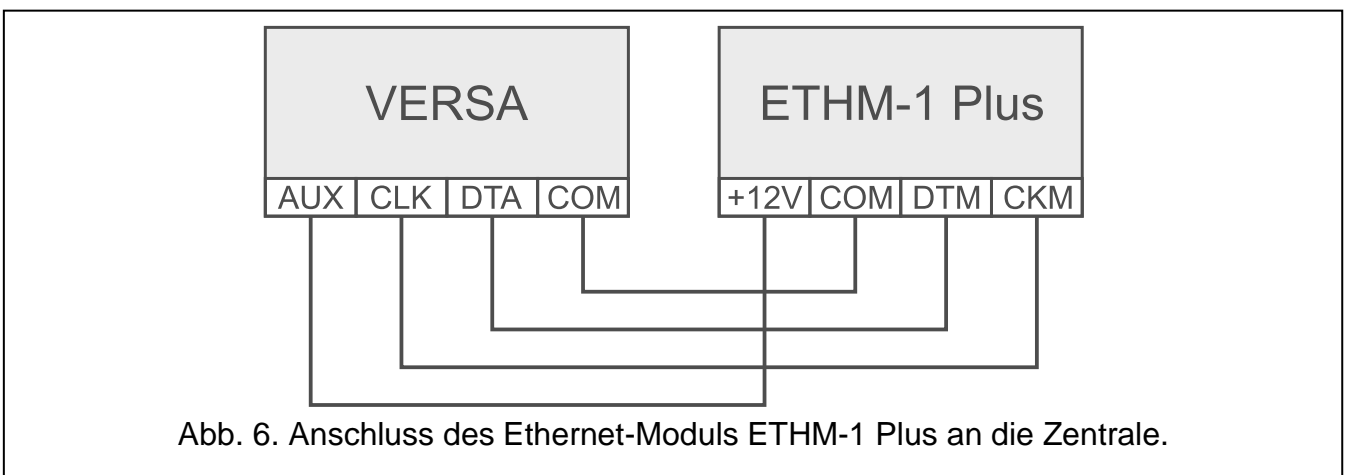 VERSA
ETHM-1 Plus
AUX CLK DTA COM
+12V COM DTM CKM
Abb. 6. Anschluss des Ethernet-Moduls ETHM-1 Plus an die Zentrale.